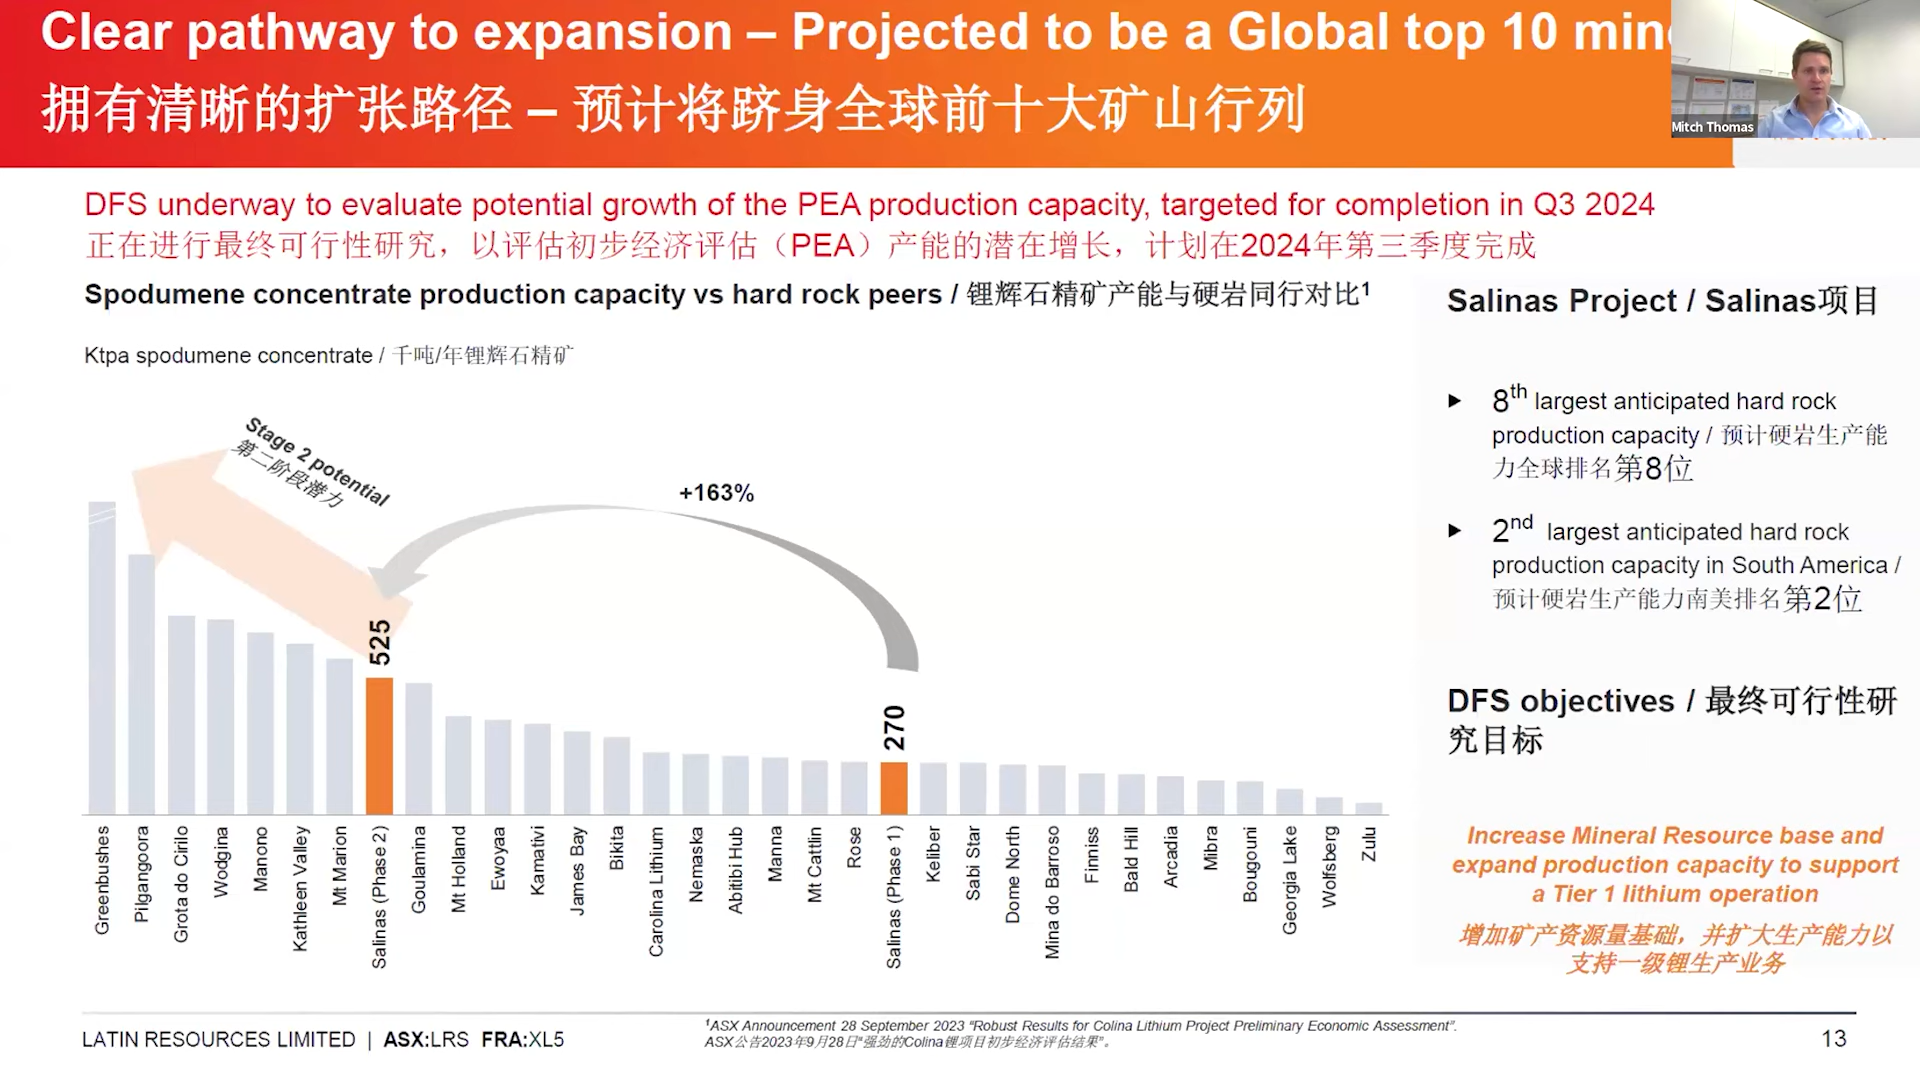 Clear pathway to expansion – Projected to be a Global top 10
拥有清晰的扩张路径 – 预计将跻身全球前十大矿山行列
Mitch Thomas
DFS underway to evaluate potential growth of the PEA production capacity, targeted for completion in Q3 2024
正在进行最终可行性研究，以评估初步经济评估（PEA）产能的潜在增长，计划在2024年第三季度完成
Spodumene concentrate production capacity vs hard rock peers / 锂辉石精矿产能与硬岩同行对比¹
Ktpa spodumene concentrate / 千吨/年锂辉石精矿
Stage 2 potential
第二阶段潜力
+163%
525
270
Greenbushes
Pilgangoora
Grota do Cirilo
Wodgina
Manono
Kathleen Valley
Mt Marion
Salinas (Phase 2)
Goulamina
Mt Holland
Ewoyaa
Kamativi
James Bay
Bikita
Carolina Lithium
Nemaska
Abitibi Hub
Manna
Mt Cattlin
Rose
Salinas (Phase 1)
Keliber
Sabi Star
Dome North
Mina do Barroso
Finniss
Bald Hill
Arcadia
Mibra
Bougouni
Georgia Lake
Wolfsberg
Zulu
Salinas Project / Salinas项目
► 8th largest anticipated hard rock
production capacity / 预计硬岩生产能
力全球排名第8位
► 2nd largest anticipated hard rock
production capacity in South America /
预计硬岩生产能力南美排名第2位
DFS objectives / 最终可行性研
究目标
Increase Mineral Resource base and
expand production capacity to support
a Tier 1 lithium operation
增加矿产资源量基础，并扩大生产能力以
支持一级锂生产业务
LATIN RESOURCES LIMITED | ASX:LRS FRA:XL5
¹ASX Announcement 28 September 2023 "Robust Results for Colina Lithium Project Preliminary Economic Assessment".
ASX公告2023年9月28日"强劲的Colina锂项目初步经济评估结果"。
13